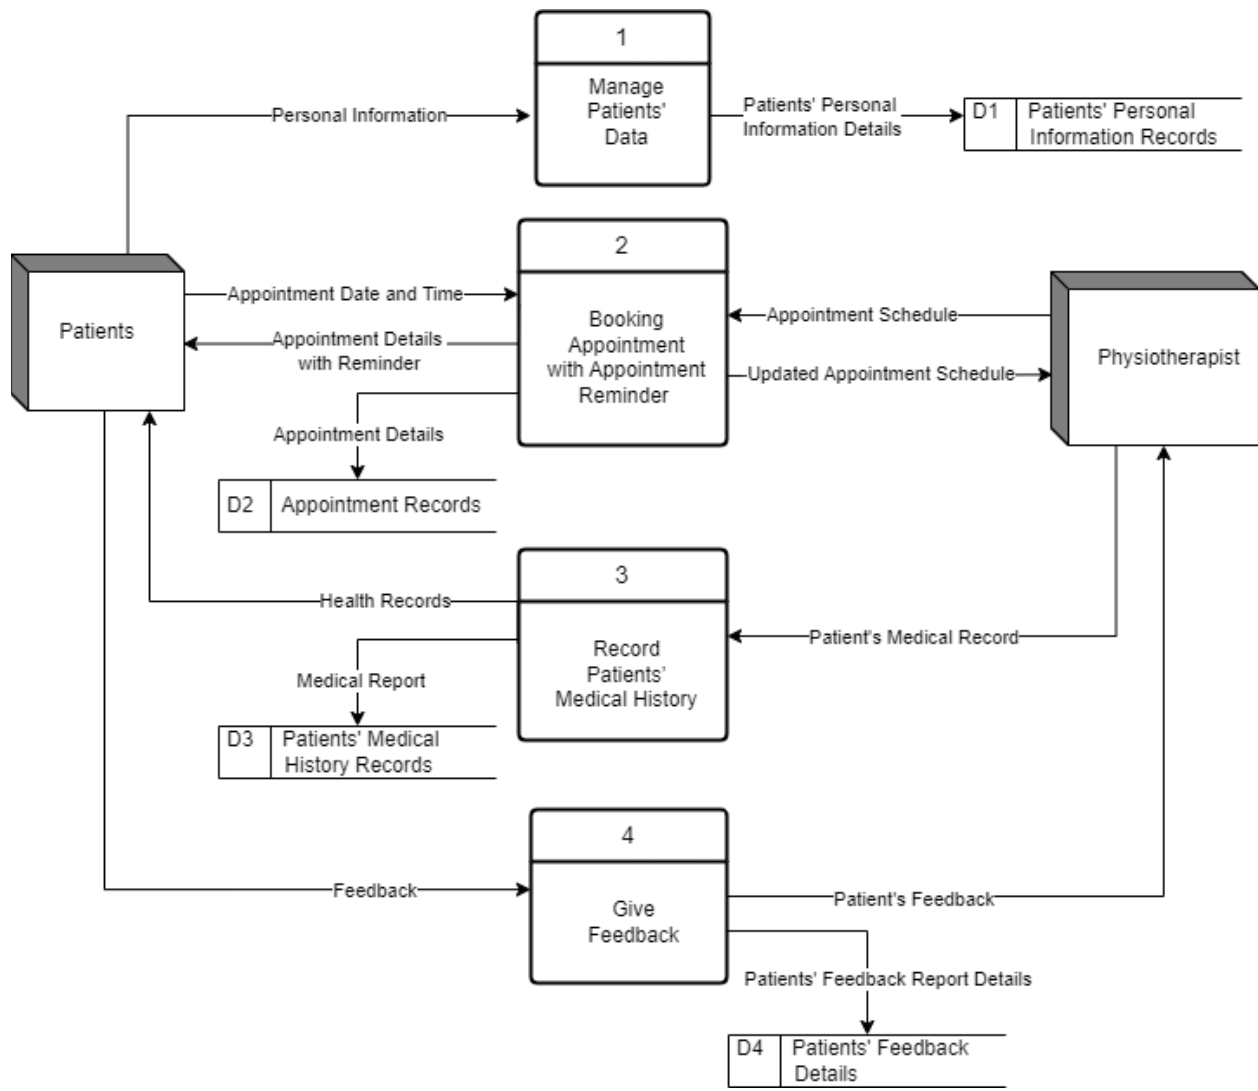 1
Manage
Patients'
Data
Personal Information
Patients' Personal
Information Details
D1
Patients' Personal
Information Records
2
Booking
Appointment
with Appointment
Reminder
Patients
Appointment Date and Time
Appointment Details
with Reminder
Appointment Schedule
Updated Appointment Schedule
Physiotherapist
Appointment Details
D2
Appointment Records
3
Record
Patients’
Medical History
Health Records
Patient's Medical Record
Medical Report
D3
Patients' Medical
History Records
4
Give
Feedback
Feedback
Patient's Feedback
Patients' Feedback Report Details
D4
Patients' Feedback
Details